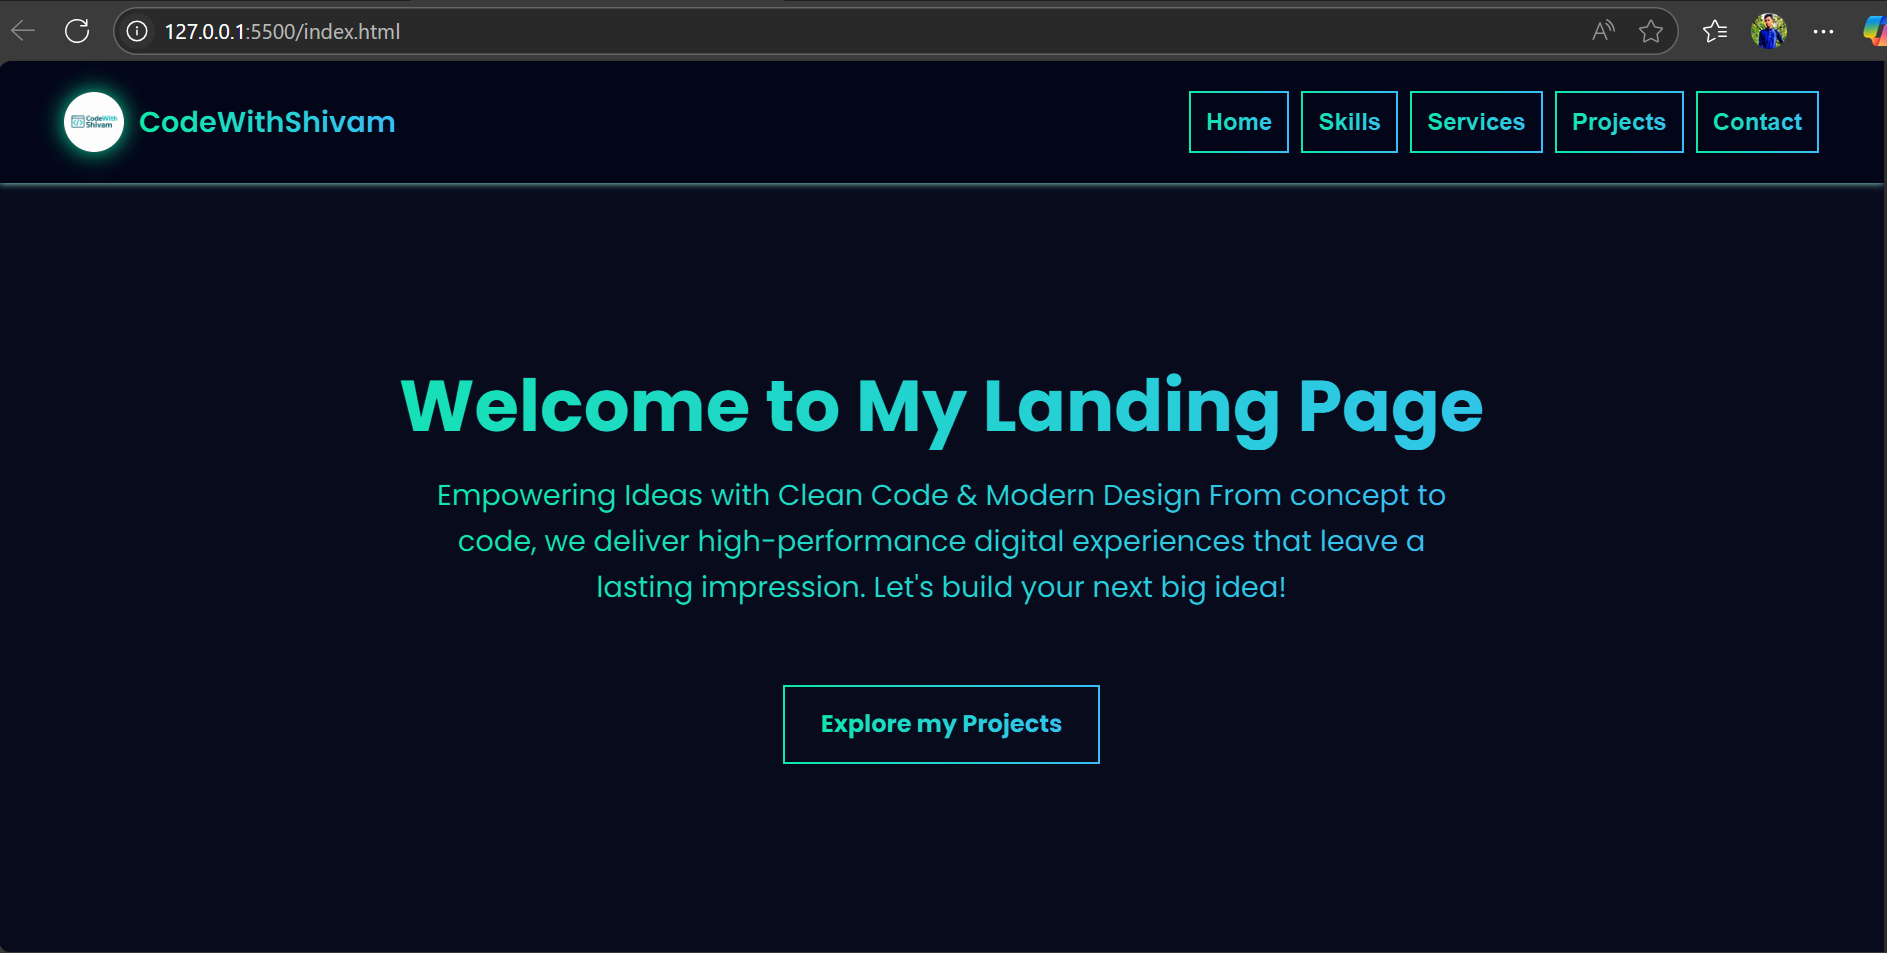 127.0.0.1:5500/index.html
CodeWith
Shivam
CodeWithShivam
Home
Skills
Services
Projects
Contact
Welcome to My Landing Page
Empowering Ideas with Clean Code & Modern Design From concept to
code, we deliver high-performance digital experiences that leave a
lasting impression. Let's build your next big idea!
Explore my Projects